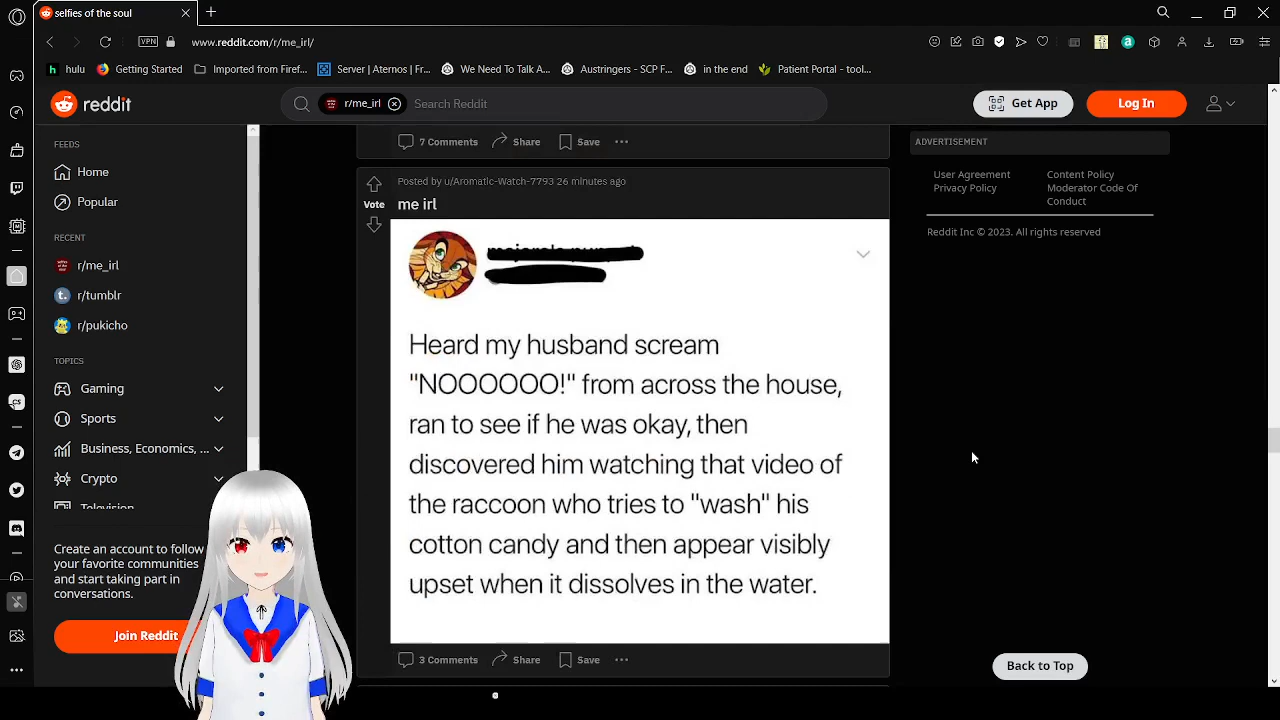 selfies of the soul
VPN
www.reddit.com/r/me_irl/
hulu
Getting Started
Imported from Firef...
Server | Aternos | Fr...
We Need To Talk A...
Austringers - SCP F...
in the end
Patient Portal - tool...
reddit
r/me_irl
Search Reddit
Get App
Log In
FEEDS
Home
Popular
RECENT
r/me_irl
r/tumblr
r/pukicho
TOPICS
Gaming
Sports
Business, Economics, ...
Crypto
Television
Create an account to follow
your favorite communities
and start taking part in
conversations.
Join Reddit
7 Comments
Share
Save
Posted by u/Aromatic-Watch-7793 26 minutes ago
Vote
me irl
Heard my husband scream
"NOOOOOO!" from across the house,
ran to see if he was okay, then
discovered him watching that video of
the raccoon who tries to "wash" his
cotton candy and then appear visibly
upset when it dissolves in the water.
3 Comments
Share
Save
ADVERTISEMENT
User Agreement
Privacy Policy
Content Policy
Moderator Code Of
Conduct
Reddit Inc © 2023. All rights reserved
Back to Top